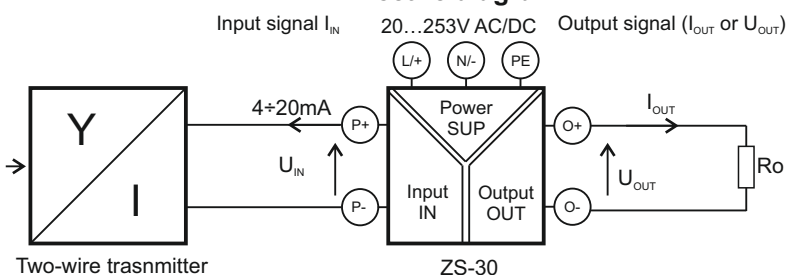 Input signal I_IN 20...253V AC/DC Output signal (I_OUT or U_OUT)
L/+ N/- PE
Y
I
4÷20mA
P+
U_IN
P-
Power
SUP
Input
IN
Output
OUT
O+
I_OUT
U_OUT
O-
Ro
Two-wire trasnmitter
ZS-30